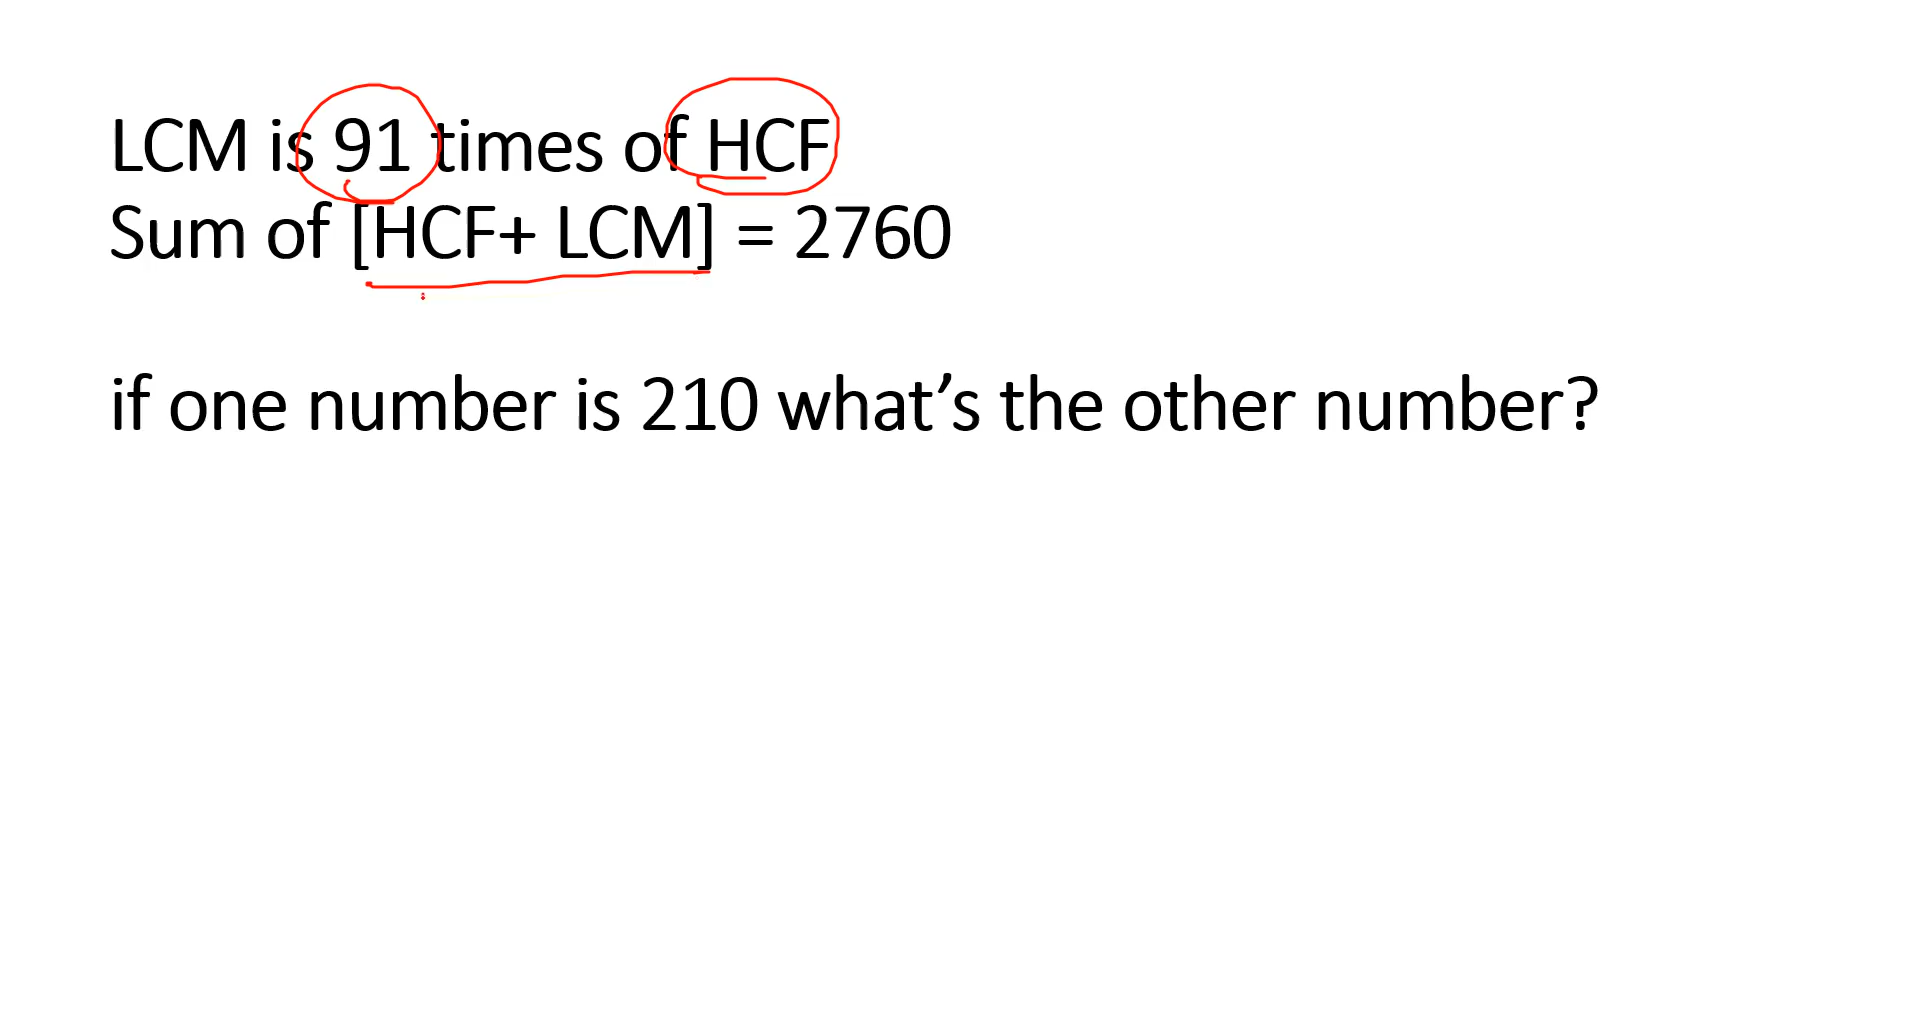 LCM is 91 times of HCF
Sum of [HCF+ LCM] = 2760
if one number is 210 what’s the other number?